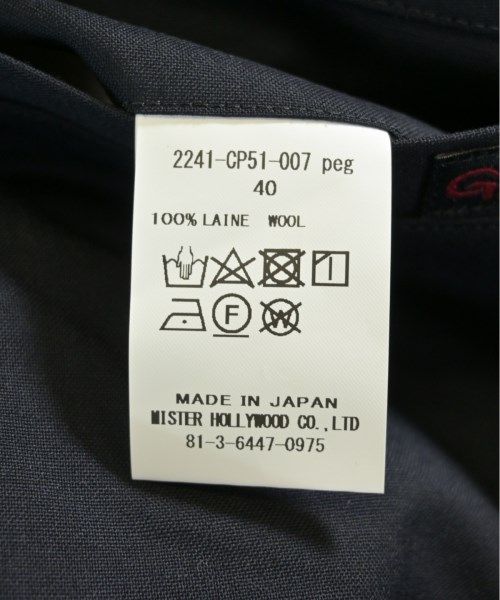 2241-CP51-007 peg
40
100% LAINE WOOL
F W
MADE IN JAPAN
MISTER HOLLYWOOD CO.,LTD
81-3-6447-0975